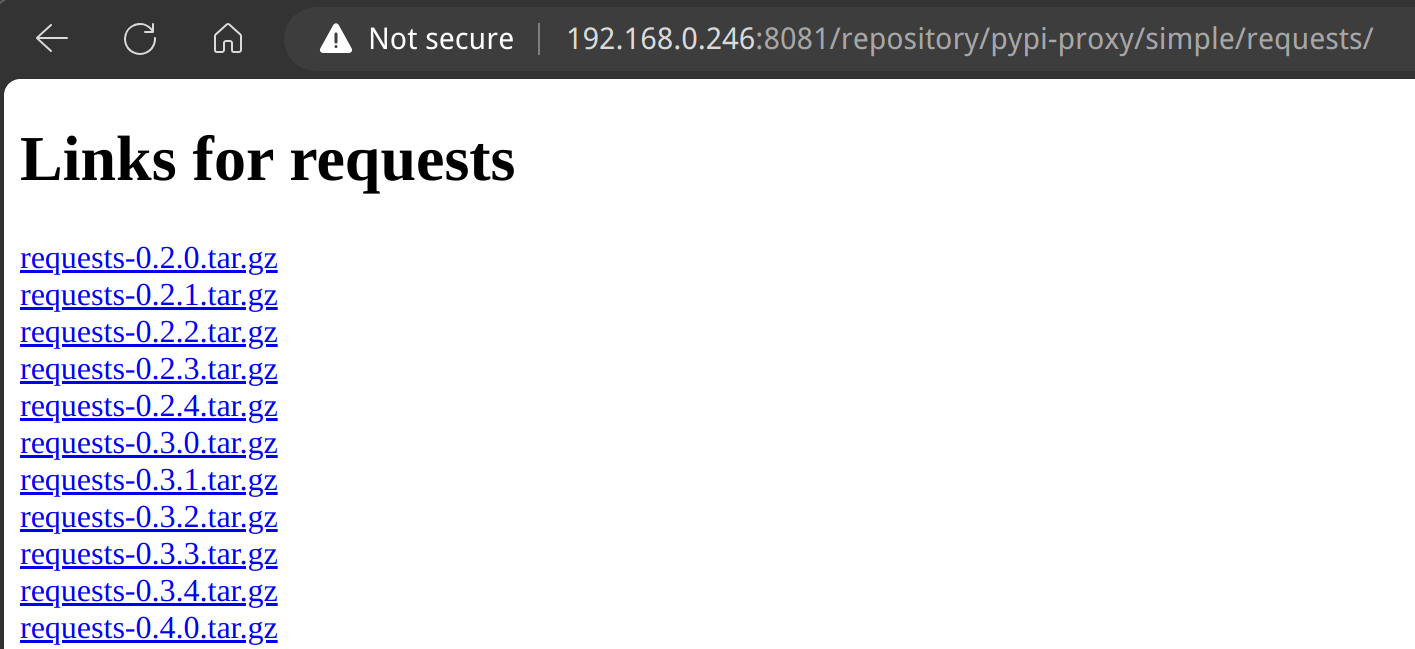 Not secure 192.168.0.246:8081/repository/pypi-proxy/simple/requests/
Links for requests
requests-0.2.0.tar.gz
requests-0.2.1.tar.gz
requests-0.2.2.tar.gz
requests-0.2.3.tar.gz
requests-0.2.4.tar.gz
requests-0.3.0.tar.gz
requests-0.3.1.tar.gz
requests-0.3.2.tar.gz
requests-0.3.3.tar.gz
requests-0.3.4.tar.gz
requests-0.4.0.tar.gz